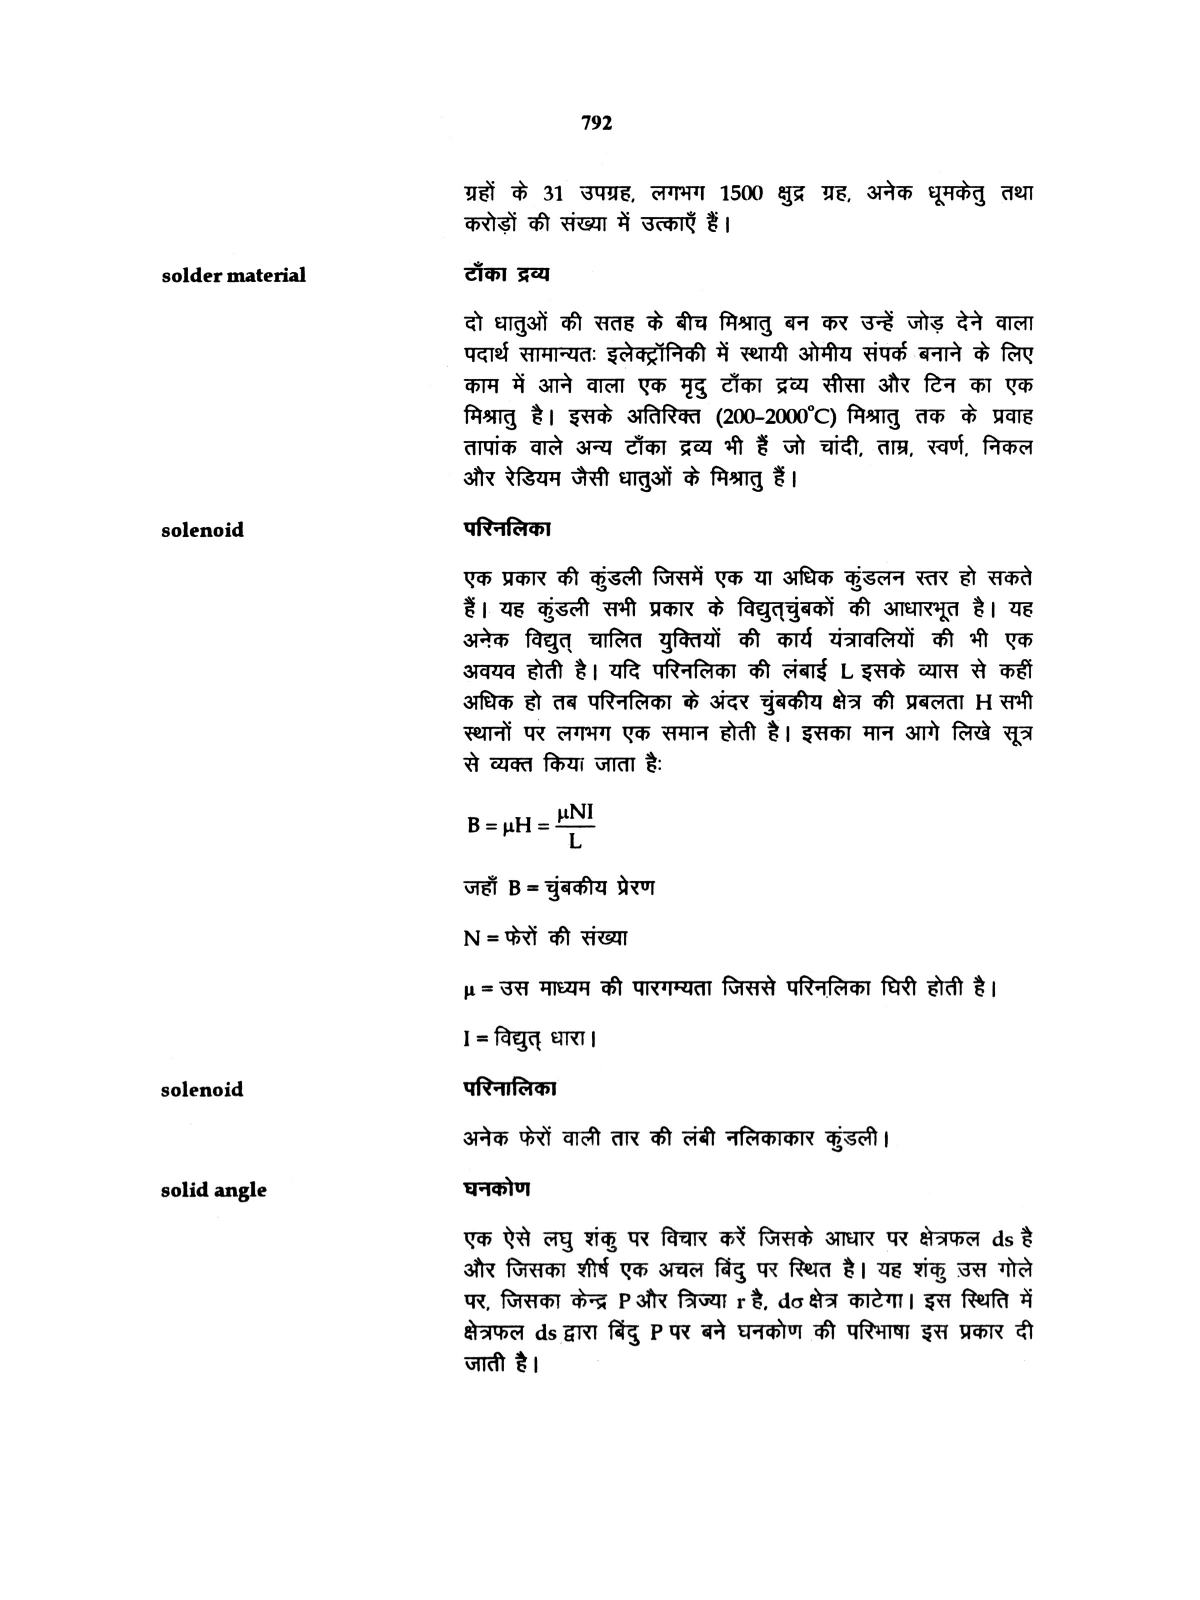 792
ग्रहों के 31 उपग्रह, लगभग 1500 क्षुद्र ग्रह, अनेक धूमकेतु तथा
करोड़ों की संख्या में उत्काएँ हैं।
solder material टाँका द्रव्य
दो धातुओं की सतह के बीच मिश्रातु बन कर उन्हें जोड़ देने वाला
पदार्थ सामान्यतः इलेक्ट्रॉनिकी में स्थायी ओमीय संपर्क बनाने के लिए
काम में आने वाला एक मृदु टाँका द्रव्य सीसा और टिन का एक
मिश्रातु है। इसके अतिरिक्त (200–2000°C) मिश्रातु तक के प्रवाह
तापांक वाले अन्य टाँका द्रव्य भी हैं जो चांदी, ताम्र, स्वर्ण, निकल
और रेडियम जैसी धातुओं के मिश्रातु हैं।
solenoid परिनलिका
एक प्रकार की कुंडली जिसमें एक या अधिक कुंडलन स्तर हो सकते
हैं। यह कुंडली सभी प्रकार के विद्युत्चुंबकों की आधारभूत है। यह
अनेक विद्युत् चालित युक्तियों की कार्य यंत्रावलियों की भी एक
अवयव होती है। यदि परिनलिका की लंबाई L इसके व्यास से कहीं
अधिक हो तब परिनलिका के अंदर चुंबकीय क्षेत्र की प्रबलता H सभी
स्थानों पर लगभग एक समान होती है। इसका मान आगे लिखे सूत्र
से व्यक्त किया जाता हैः
B = μH = μNI / L
जहाँ B = चुंबकीय प्रेरण
N = फेरों की संख्या
μ = उस माध्यम की पारगम्यता जिससे परिनलिका घिरी होती है।
I = विद्युत् धारा।
solenoid परिनालिका
अनेक फेरों वाली तार की लंबी नलिकाकार कुंडली।
solid angle घनकोण
एक ऐसे लघु शंकु पर विचार करें जिसके आधार पर क्षेत्रफल ds है
और जिसका शीर्ष एक अचल बिंदु पर स्थित है। यह शंकु उस गोले
पर, जिसका केन्द्र P और त्रिज्या r है, dσ क्षेत्र काटेगा। इस स्थिति में
क्षेत्रफल ds द्वारा बिंदु P पर बने घनकोण की परिभाषा इस प्रकार दी
जाती है।